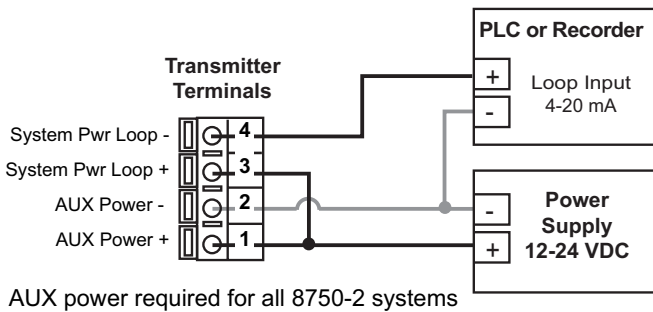 PLC or Recorder
+
Loop Input
4-20 mA
-
Transmitter
Terminals
System Pwr Loop - 4
System Pwr Loop + 3
AUX Power - 2
AUX Power + 1
-
+
Power
Supply
12-24 VDC
AUX power required for all 8750-2 systems